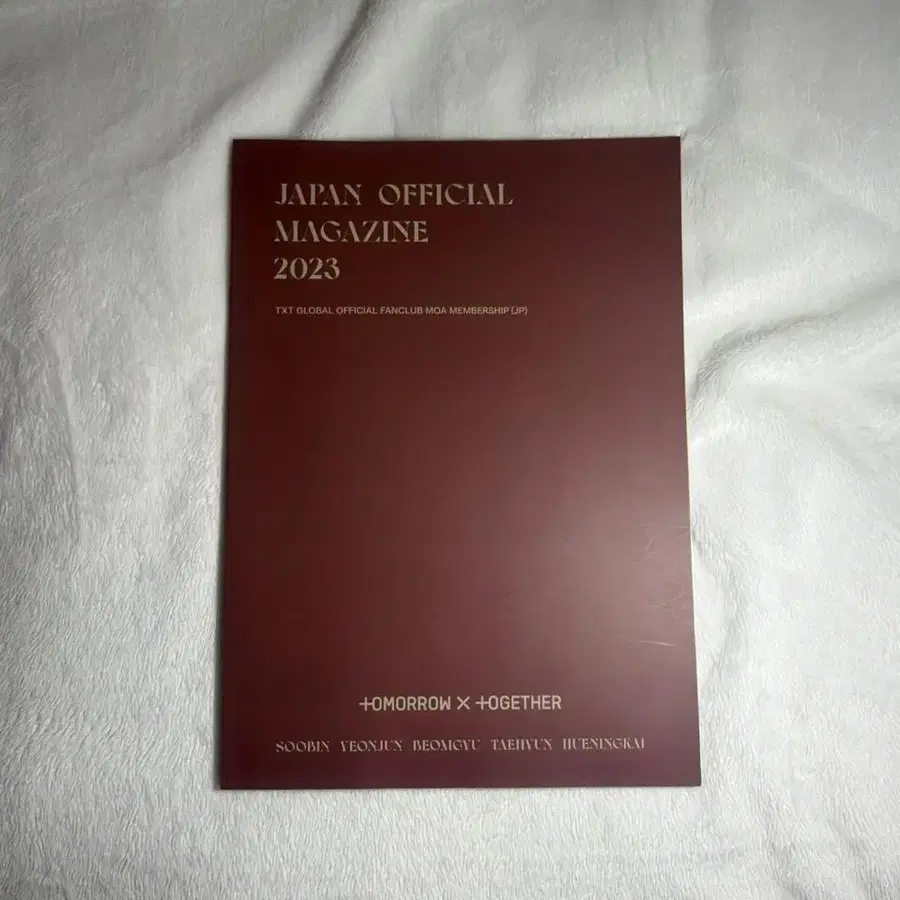 JAPAN OFFICIAL
MAGAZINE
2023
TXT GLOBAL OFFICIAL FANCLUB MOA MEMBERSHIP (JP)
TOMORROW X TOGETHER
SOOBIN YEONJUN BEOMGYU TAEHYUN HUENINGKAI